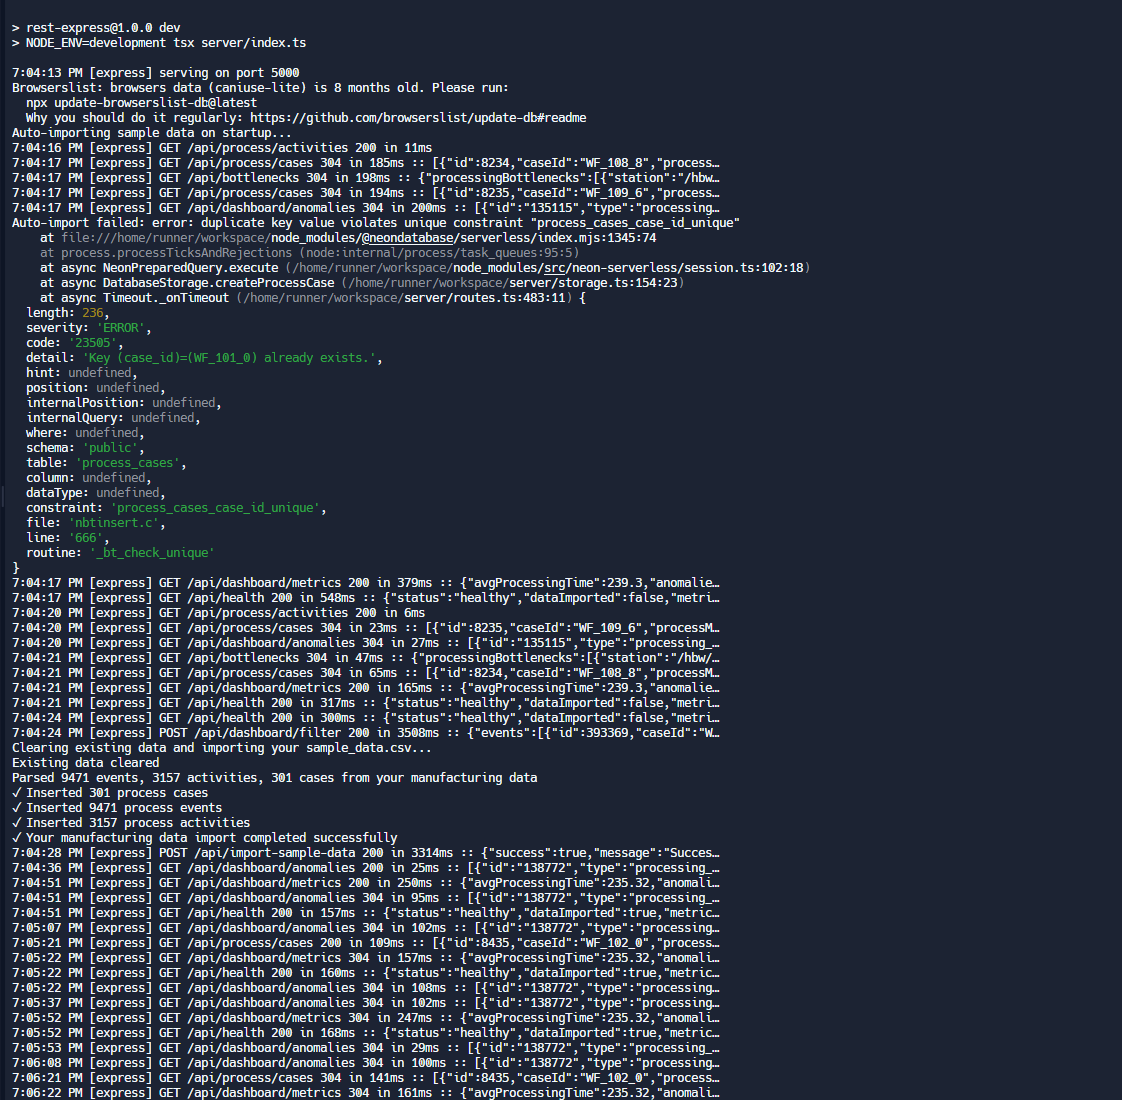 > rest-express@1.0.0 dev
> NODE_ENV=development tsx server/index.ts
7:04:13 PM [express] serving on port 5000
Browserslist: browsers data (caniuse-lite) is 8 months old. Please run:
  npx update-browserslist-db@latest
  Why you should do it regularly: https://github.com/browserslist/update-db#readme
Auto-importing sample data on startup...
7:04:16 PM [express] GET /api/process/activities 200 in 11ms
7:04:17 PM [express] GET /api/process/cases 304 in 185ms :: [{"id":8234,"caseId":"WF_108_8","process…
7:04:17 PM [express] GET /api/bottlenecks 304 in 198ms :: {"processingBottlenecks":[{"station":"/hbw…
7:04:17 PM [express] GET /api/process/cases 304 in 194ms :: [{"id":8235,"caseId":"WF_109_6","process…
7:04:17 PM [express] GET /api/dashboard/anomalies 304 in 200ms :: [{"id":"135115","type":"processing…
Auto-import failed: error: duplicate key value violates unique constraint "process_cases_case_id_unique"
    at file:///home/runner/workspace/node_modules/@neondatabase/serverless/index.mjs:1345:74
    at process.processTicksAndRejections (node:internal/process/task_queues:95:5)
    at async NeonPreparedQuery.execute (/home/runner/workspace/node_modules/src/neon-serverless/session.ts:102:18)
    at async DatabaseStorage.createProcessCase (/home/runner/workspace/server/storage.ts:154:23)
    at async Timeout._onTimeout (/home/runner/workspace/server/routes.ts:483:11) {
  length: 236,
  severity: 'ERROR',
  code: '23505',
  detail: 'Key (case_id)=(WF_101_0) already exists.',
  hint: undefined,
  position: undefined,
  internalPosition: undefined,
  internalQuery: undefined,
  where: undefined,
  schema: 'public',
  table: 'process_cases',
  column: undefined,
  dataType: undefined,
  constraint: 'process_cases_case_id_unique',
  file: 'nbtinsert.c',
  line: '666',
  routine: '_bt_check_unique'
}
7:04:17 PM [express] GET /api/dashboard/metrics 200 in 379ms :: {"avgProcessingTime":239.3,"anomalie…
7:04:17 PM [express] GET /api/health 200 in 548ms :: {"status":"healthy","dataImported":false,"metri…
7:04:20 PM [express] GET /api/process/activities 200 in 6ms
7:04:20 PM [express] GET /api/process/cases 304 in 23ms :: [{"id":8235,"caseId":"WF_109_6","processM…
7:04:20 PM [express] GET /api/dashboard/anomalies 304 in 27ms :: [{"id":"135115","type":"processing_…
7:04:21 PM [express] GET /api/bottlenecks 304 in 47ms :: {"processingBottlenecks":[{"station":"/hbw/…
7:04:21 PM [express] GET /api/process/cases 304 in 65ms :: [{"id":8234,"caseId":"WF_108_8","processM…
7:04:21 PM [express] GET /api/dashboard/metrics 200 in 165ms :: {"avgProcessingTime":239.3,"anomalie…
7:04:21 PM [express] GET /api/health 200 in 317ms :: {"status":"healthy","dataImported":false,"metri…
7:04:24 PM [express] GET /api/health 200 in 300ms :: {"status":"healthy","dataImported":false,"metri…
7:04:24 PM [express] POST /api/dashboard/filter 200 in 3508ms :: {"events":[{"id":393369,"caseId":"W…
Clearing existing data and importing your sample_data.csv...
Existing data cleared
Parsed 9471 events, 3157 activities, 301 cases from your manufacturing data
✓ Inserted 301 process cases
✓ Inserted 9471 process events
✓ Inserted 3157 process activities
✓ Your manufacturing data import completed successfully
7:04:28 PM [express] POST /api/import-sample-data 200 in 3314ms :: {"success":true,"message":"Succes…
7:04:36 PM [express] GET /api/dashboard/anomalies 200 in 25ms :: [{"id":"138772","type":"processing_…
7:04:51 PM [express] GET /api/dashboard/metrics 200 in 250ms :: {"avgProcessingTime":235.32,"anomali…
7:04:51 PM [express] GET /api/dashboard/anomalies 304 in 95ms :: [{"id":"138772","type":"processing_…
7:04:51 PM [express] GET /api/health 200 in 157ms :: {"status":"healthy","dataImported":true,"metric…
7:05:07 PM [express] GET /api/dashboard/anomalies 304 in 102ms :: [{"id":"138772","type":"processing…
7:05:21 PM [express] GET /api/process/cases 200 in 109ms :: [{"id":8435,"caseId":"WF_102_0","process…
7:05:22 PM [express] GET /api/dashboard/metrics 304 in 157ms :: {"avgProcessingTime":235.32,"anomali…
7:05:22 PM [express] GET /api/health 200 in 160ms :: {"status":"healthy","dataImported":true,"metric…
7:05:22 PM [express] GET /api/dashboard/anomalies 304 in 108ms :: [{"id":"138772","type":"processing…
7:05:37 PM [express] GET /api/dashboard/anomalies 304 in 102ms :: [{"id":"138772","type":"processing…
7:05:52 PM [express] GET /api/dashboard/metrics 304 in 247ms :: {"avgProcessingTime":235.32,"anomali…
7:05:52 PM [express] GET /api/health 200 in 168ms :: {"status":"healthy","dataImported":true,"metric…
7:05:53 PM [express] GET /api/dashboard/anomalies 304 in 29ms :: [{"id":"138772","type":"processing_…
7:06:08 PM [express] GET /api/dashboard/anomalies 304 in 100ms :: [{"id":"138772","type":"processing…
7:06:21 PM [express] GET /api/process/cases 304 in 141ms :: [{"id":8435,"caseId":"WF_102_0","process…
7:06:22 PM [express] GET /api/dashboard/metrics 304 in 161ms :: {"avgProcessingTime":235.32,"anomali…